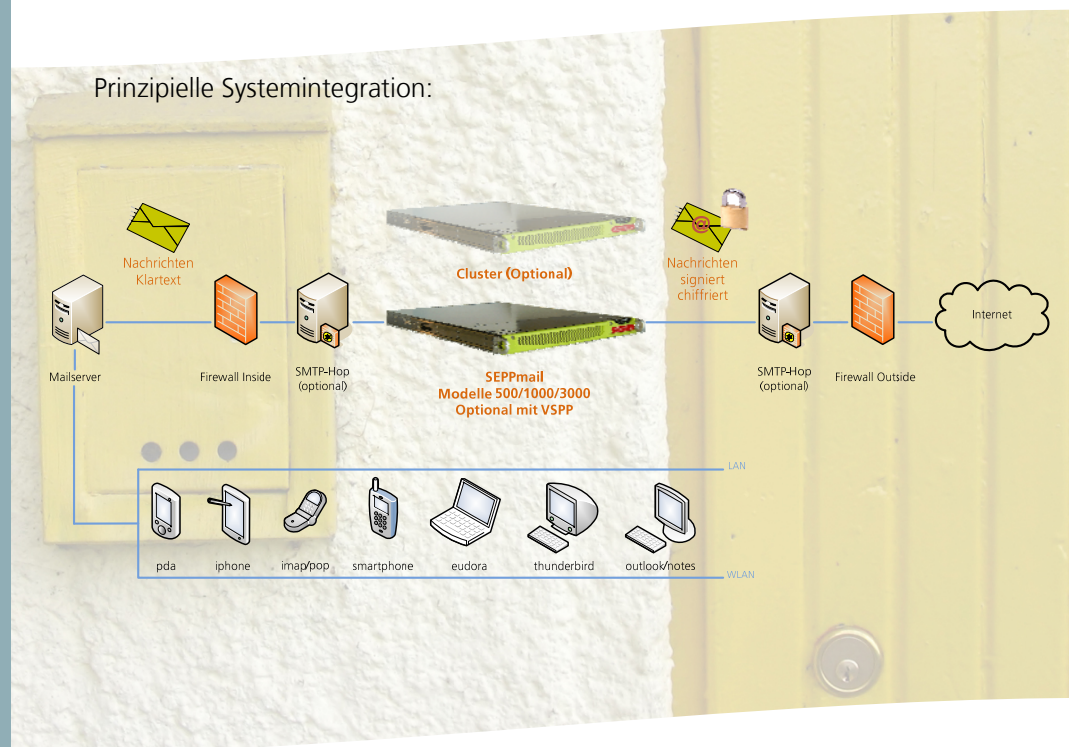 Prinzipielle Systemintegration:
Nachrichten
Klartext
Cluster (Optional)
@
Nachrichten
signiert
chiffriert
Mailserver
Firewall Inside
SMTP-Hop
(optional)
SEPPmail
Modelle 500/1000/3000
Optional mit VSPP
SMTP-Hop
(optional)
Firewall Outside
Internet
LAN
pda
iphone
imap/pop
smartphone
eudora
thunderbird
outlook/notes
WLAN